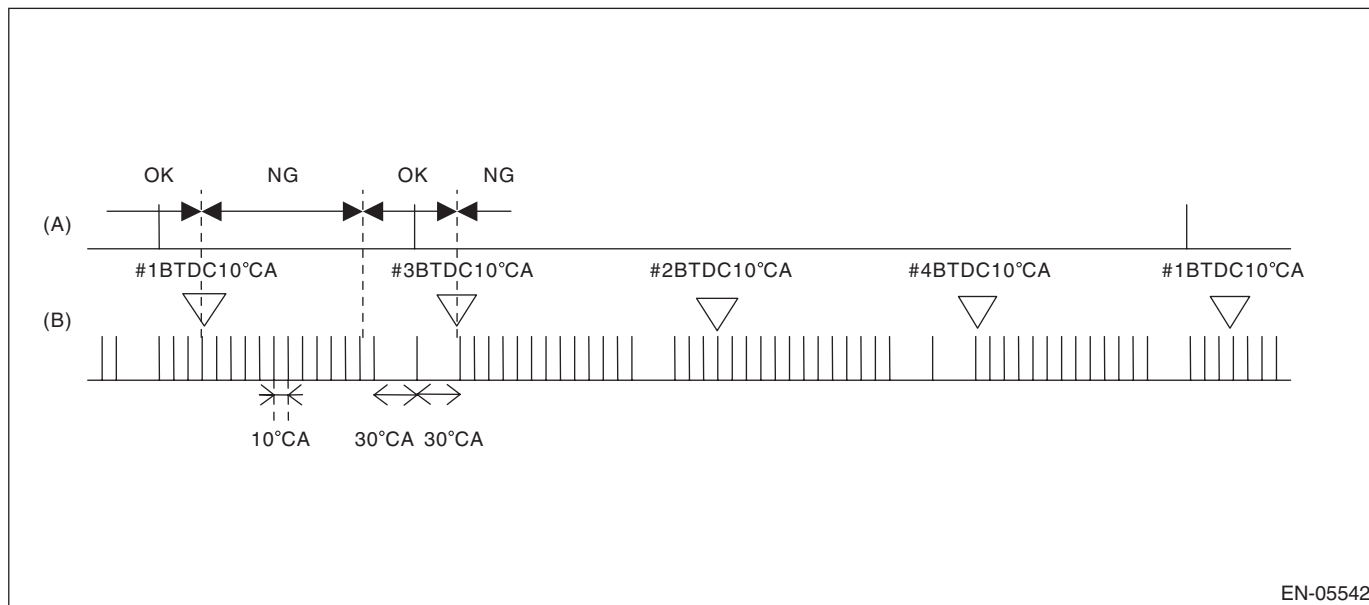 OK NG OK NG
(A)
#1BTDC10°CA #3BTDC10°CA #2BTDC10°CA #4BTDC10°CA #1BTDC10°CA
(B)
10°CA 30°CA 30°CA
EN-05542